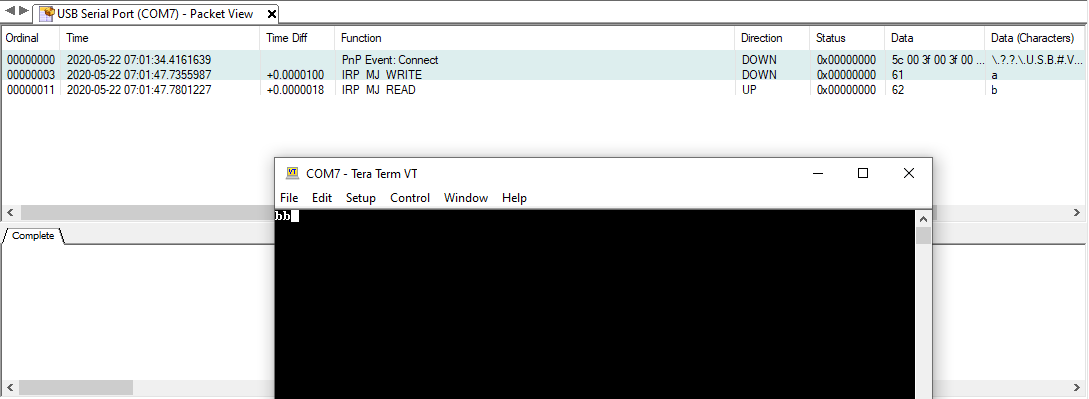 USB Serial Port (COM7) - Packet View
Ordinal Time Time Diff Function Direction Status Data Data (Characters)
00000000 2020-05-22 07:01:34.4161639 PnP Event: Connect DOWN 0x00000000 5c 00 3f 00 3f 00 ... \.?.?.\.U.S.B.#.V...
00000003 2020-05-22 07:01:47.7355987 +0.0000100 IRP_MJ_WRITE DOWN 0x00000000 61 a
00000011 2020-05-22 07:01:47.7801227 +0.0000018 IRP_MJ_READ UP 0x00000000 62 b
VT COM7 - Tera Term VT
File Edit Setup Control Window Help
bb
Complete